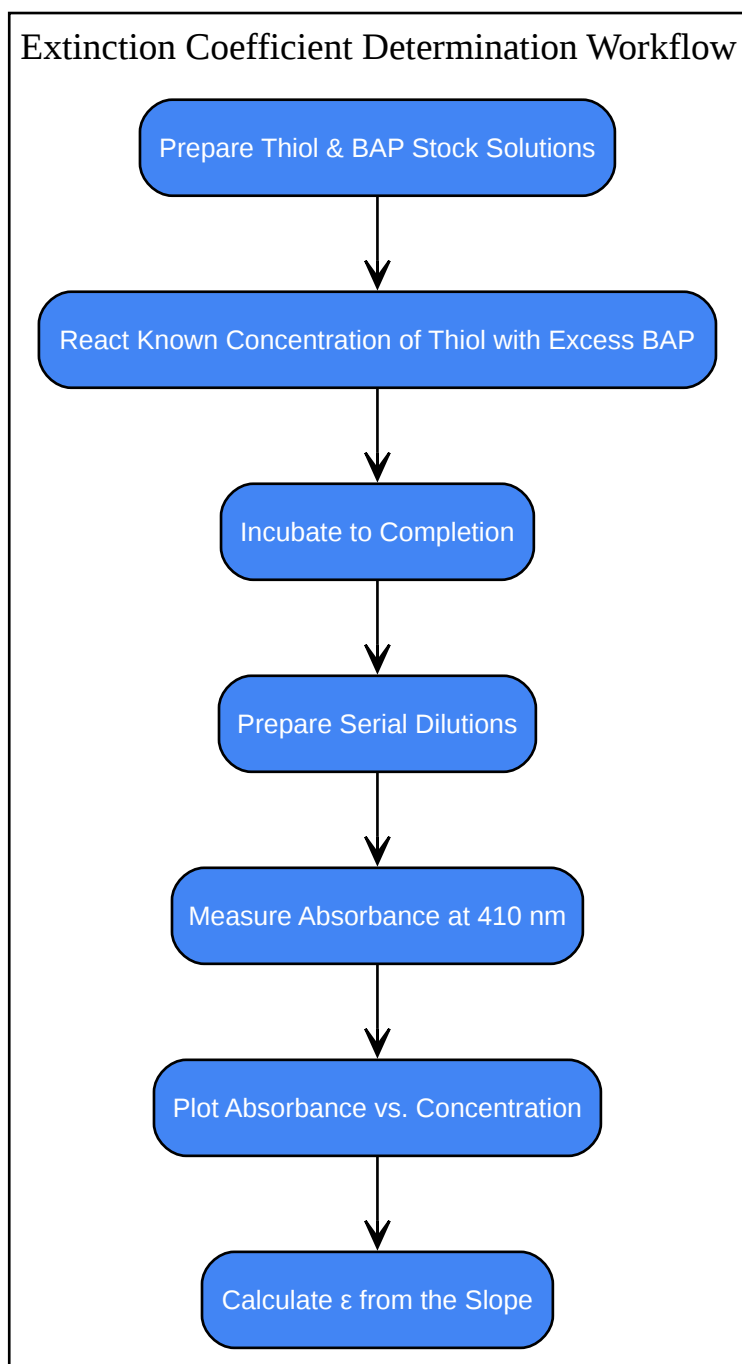 Extinction Coefficient Determination Workflow
Prepare Thiol & BAP Stock Solutions
React Known Concentration of Thiol with Excess BAP
Incubate to Completion
Prepare Serial Dilutions
Measure Absorbance at 410 nm
Plot Absorbance vs. Concentration
Calculate ε from the Slope